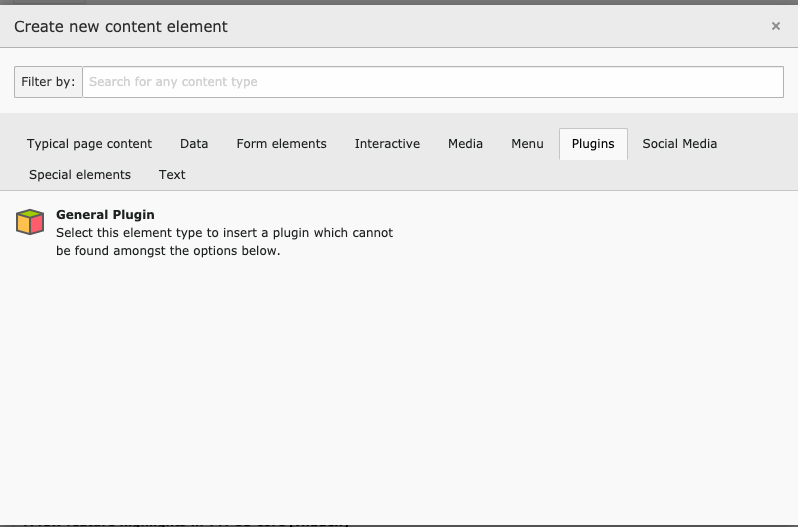 Create new content element
×
Filter by:
Search for any content type
Typical page content
Data
Form elements
Interactive
Media
Menu
Plugins
Social Media
Special elements
Text
General Plugin
Select this element type to insert a plugin which cannot
be found amongst the options below.